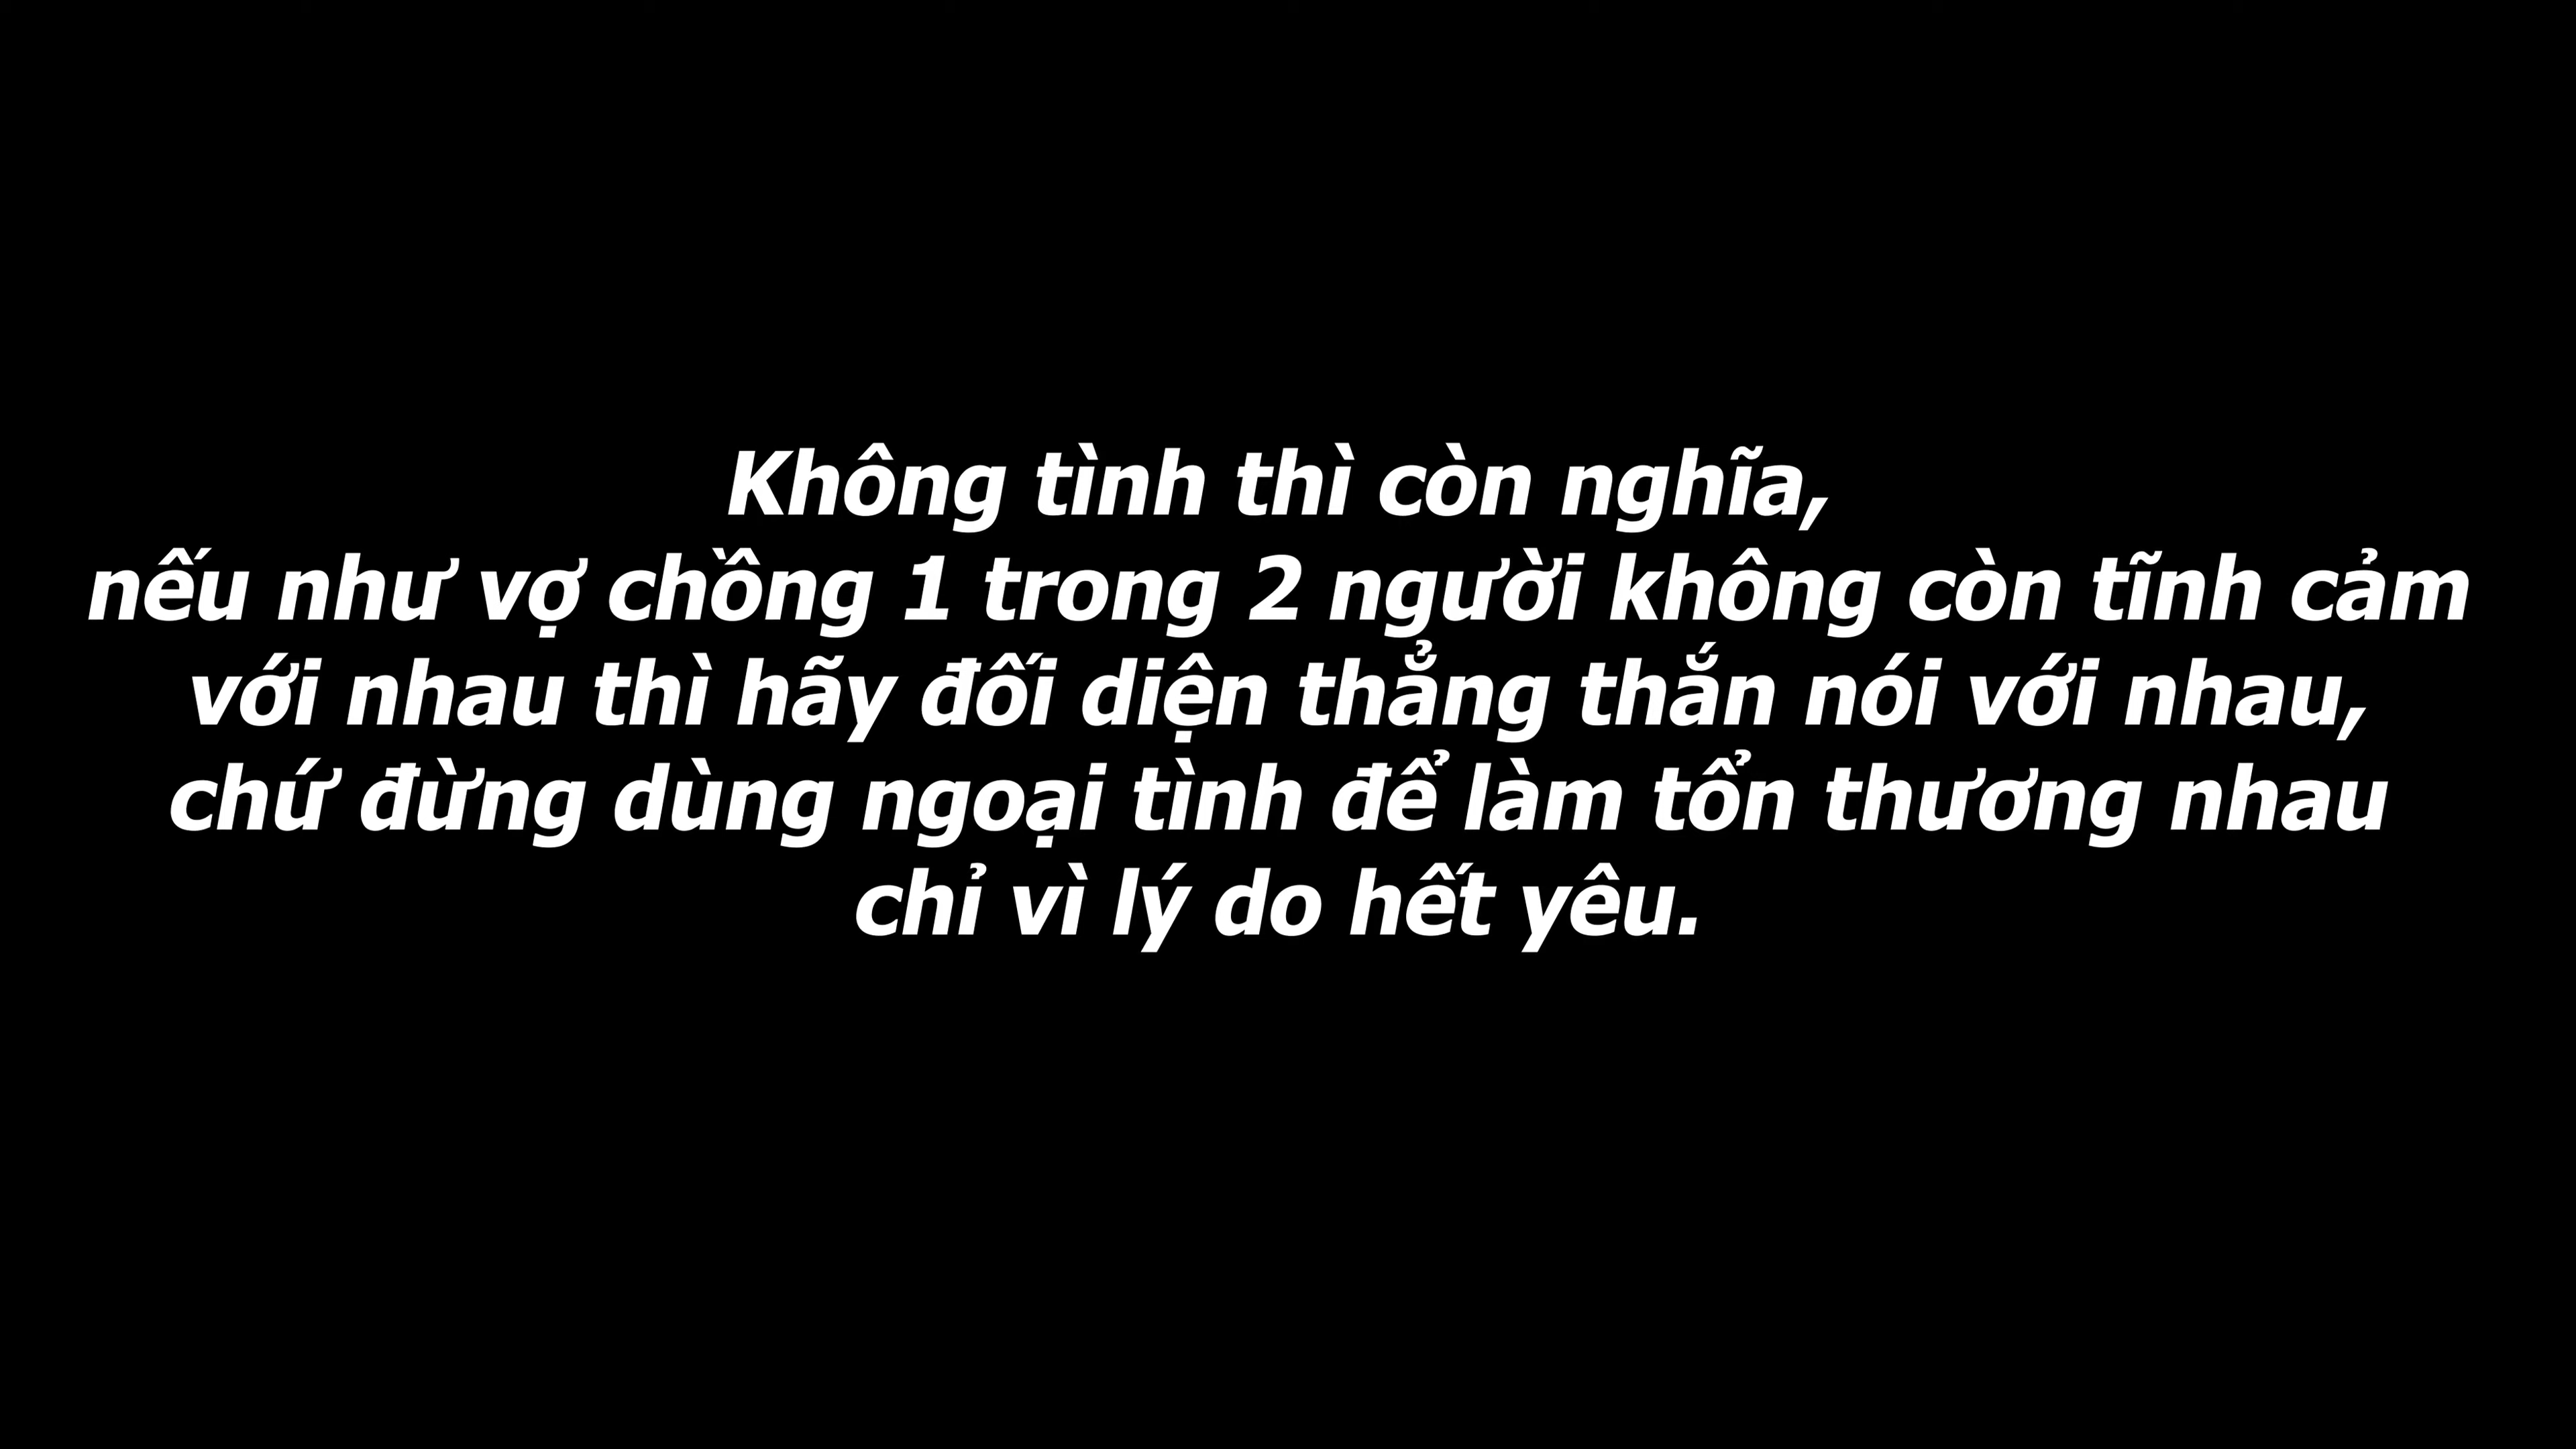 Không tình thì còn nghĩa,
nếu như vợ chồng 1 trong 2 người không còn tĩnh cảm
với nhau thì hãy đối diện thẳng thắn nói với nhau,
chứ đừng dùng ngoại tình để làm tổn thương nhau
chỉ vì lý do hết yêu.